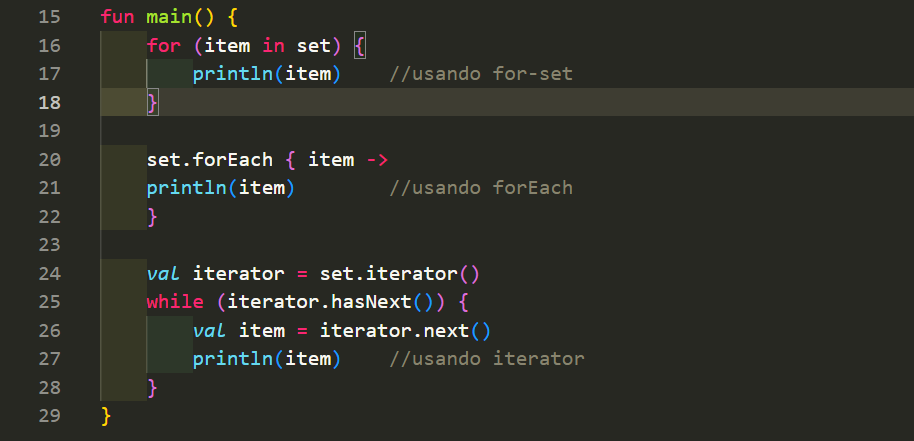 15 fun main() {
16     for (item in set) {
17         println(item)    //usando for-set
18     }
19
20     set.forEach { item ->
21     println(item)        //usando forEach
22     }
23
24     val iterator = set.iterator()
25     while (iterator.hasNext()) {
26         val item = iterator.next()
27         println(item)    //usando iterator
28     }
29 }